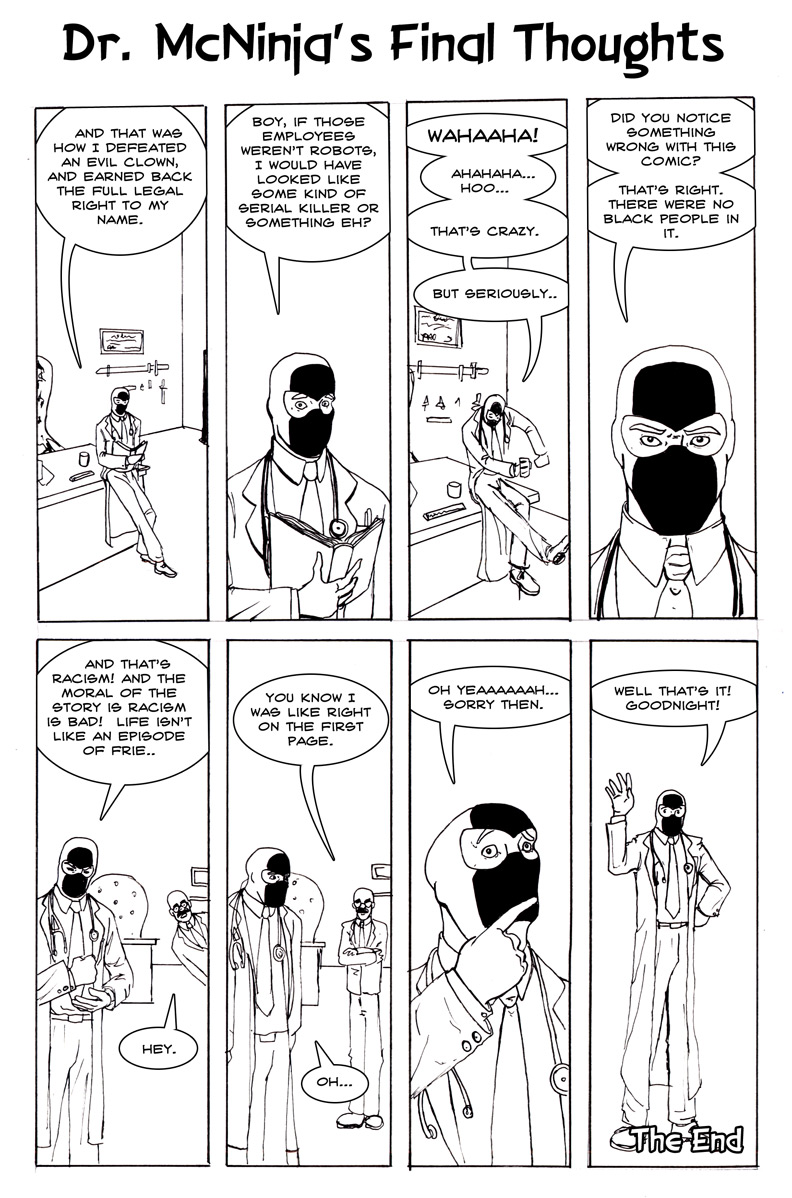 Dr. McNinja's Final Thoughts
AND THAT WAS
HOW I DEFEATED
AN EVIL CLOWN,
AND EARNED BACK
THE FULL LEGAL
RIGHT TO MY
NAME.
BOY, IF THOSE
EMPLOYEES
WEREN'T ROBOTS,
I WOULD HAVE
LOOKED LIKE
SOME KIND OF
SERIAL KILLER OR
SOMETHING EH?
WAHAAHA!
AHAHAHA...
HOO...
THAT'S CRAZY.
BUT SERIOUSLY..
DID YOU NOTICE
SOMETHING
WRONG WITH THIS
COMIC?
THAT'S RIGHT.
THERE WERE NO
BLACK PEOPLE IN
IT.
AND THAT'S
RACISM! AND THE
MORAL OF THE
STORY IS RACISM
IS BAD! LIFE ISN'T
LIKE AN EPISODE
OF FRIE..
HEY.
YOU KNOW I
WAS LIKE RIGHT
ON THE FIRST
PAGE.
OH...
OH YEAAAAAAH...
SORRY THEN.
WELL THAT'S IT!
GOODNIGHT!
The End